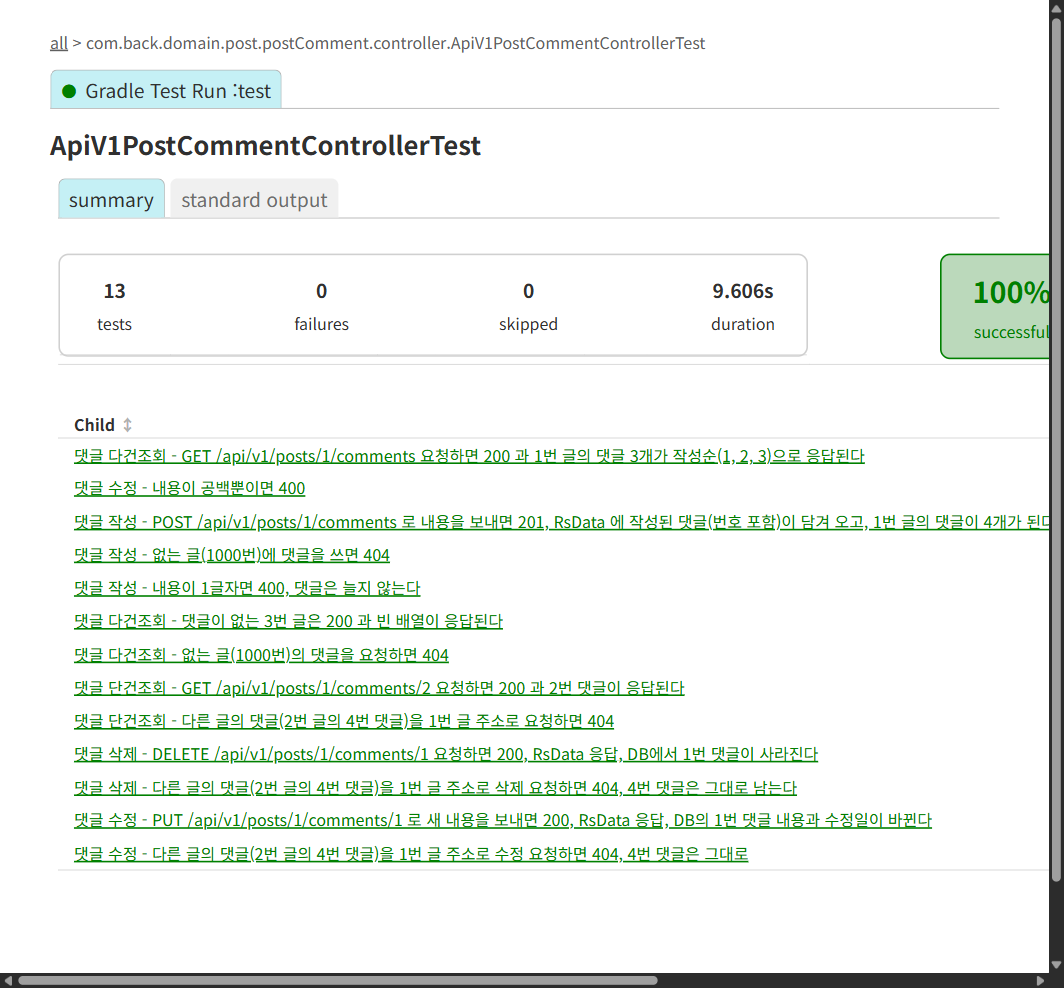 all > com.back.domain.post.postComment.controller.ApiV1PostCommentControllerTest
Gradle Test Run :test
ApiV1PostCommentControllerTest
summary standard output
13 0 0 9.606s 100%
tests failures skipped duration successful
Child
댓글 다건조회 - GET /api/v1/posts/1/comments 요청하면 200 과 1번 글의 댓글 3개가 작성순(1, 2, 3)으로 응답된다
댓글 수정 - 내용이 공백뿐이면 400
댓글 작성 - POST /api/v1/posts/1/comments 로 내용을 보내면 201, RsData 에 작성된 댓글(번호 포함)이 담겨 오고, 1번 글의 댓글이 4개가 된다
댓글 작성 - 없는 글(1000번)에 댓글을 쓰면 404
댓글 작성 - 내용이 1글자면 400, 댓글은 늘지 않는다
댓글 다건조회 - 댓글이 없는 3번 글은 200 과 빈 배열이 응답된다
댓글 다건조회 - 없는 글(1000번)의 댓글을 요청하면 404
댓글 단건조회 - GET /api/v1/posts/1/comments/2 요청하면 200 과 2번 댓글이 응답된다
댓글 단건조회 - 다른 글의 댓글(2번 글의 4번 댓글)을 1번 글 주소로 요청하면 404
댓글 삭제 - DELETE /api/v1/posts/1/comments/1 요청하면 200, RsData 응답, DB에서 1번 댓글이 사라진다
댓글 삭제 - 다른 글의 댓글(2번 글의 4번 댓글)을 1번 글 주소로 삭제 요청하면 404, 4번 댓글은 그대로 남는다
댓글 수정 - PUT /api/v1/posts/1/comments/1 로 새 내용을 보내면 200, RsData 응답, DB의 1번 댓글 내용과 수정일이 바뀐다
댓글 수정 - 다른 글의 댓글(2번 글의 4번 댓글)을 1번 글 주소로 수정 요청하면 404, 4번 댓글은 그대로